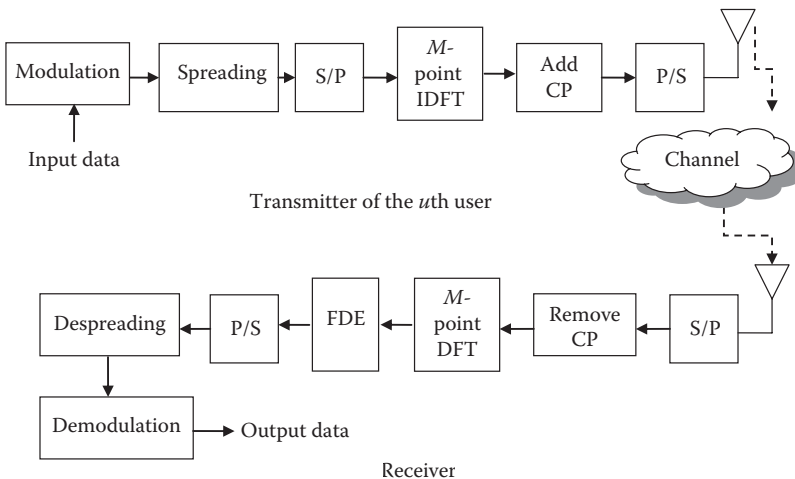 Modulation
Spreading
S/P
M-
point
IDFT
Add
CP
P/S
Input data
Channel
Transmitter of the uth user
Despreading
P/S
FDE
M-
point
DFT
Remove
CP
S/P
Demodulation
Output data
Receiver